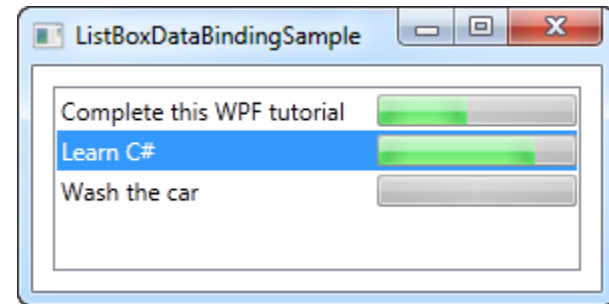 ListBoxDataBindingSample
Complete this WPF tutorial
Learn C#
Wash the car